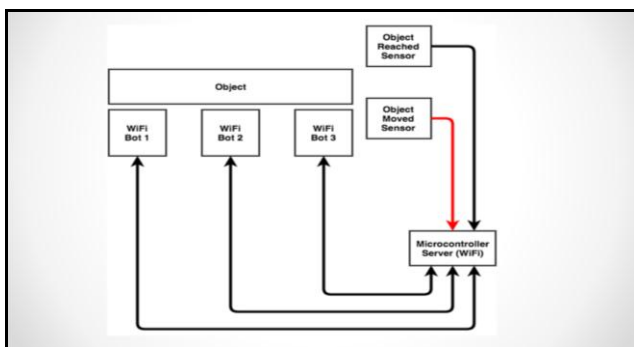 Object
Reached
Sensor
Object
Object
Moved
Sensor
WiFi
Bot 1
WiFi
Bot 2
WiFi
Bot 3
Microcontroller
Server (WiFi)